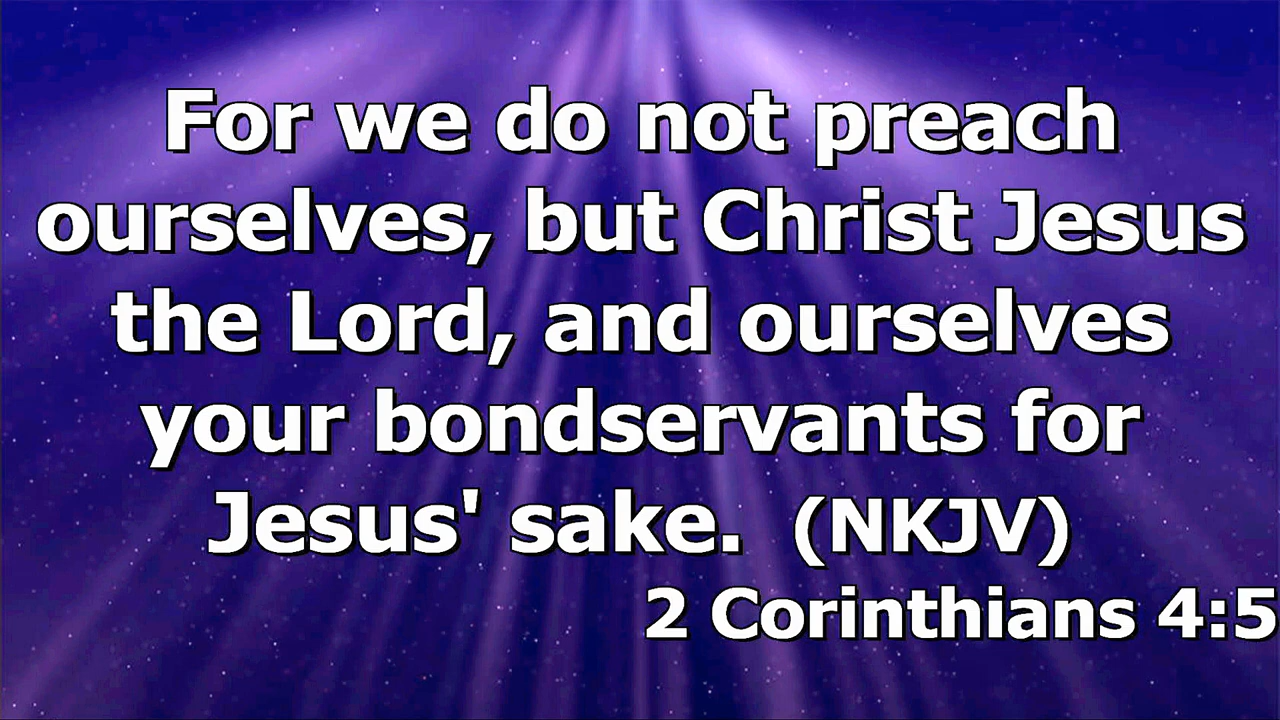 For we do not preach
ourselves, but Christ Jesus
the Lord, and ourselves
your bondservants for
Jesus' sake.  (NKJV)
2 Corinthians 4:5